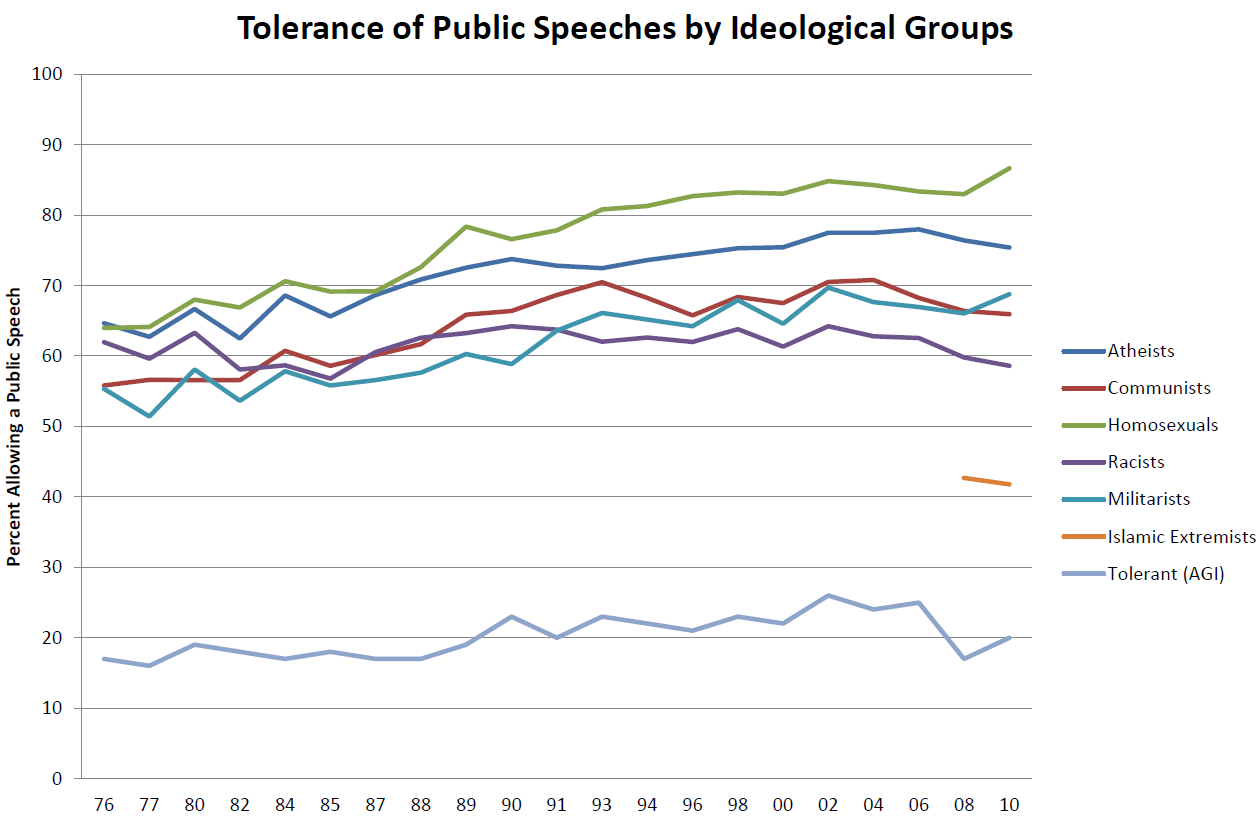 Tolerance of Public Speeches by Ideological Groups
Percent Allowing a Public Speech
100
90
80
70
60
50
40
30
20
10
0
76 77 80 82 84 85 87 88 89 90 91 93 94 96 98 00 02 04 06 08 10
Atheists
Communists
Homosexuals
Racists
Militarists
Islamic Extremists
Tolerant (AGI)